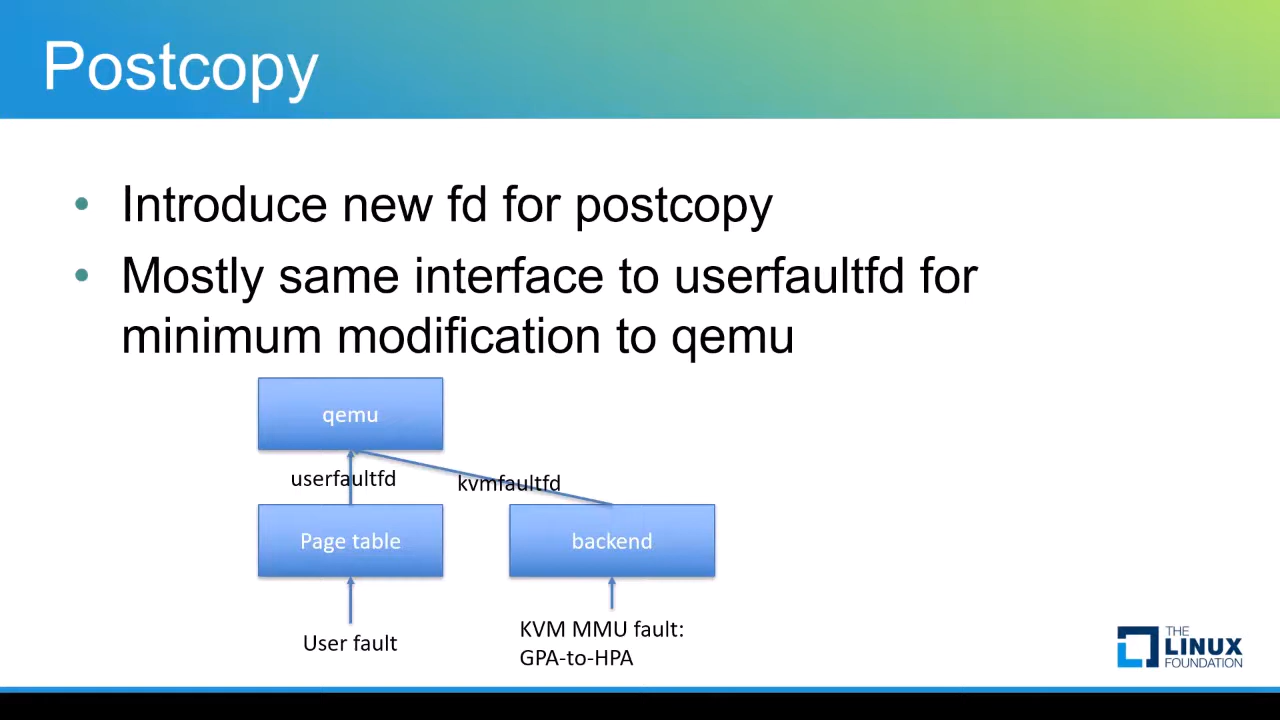 Postcopy
• Introduce new fd for postcopy
• Mostly same interface to userfaultfd for
minimum modification to qemu
qemu
userfaultfd
kvmfaultfd
Page table
backend
User fault
KVM MMU fault:
GPA-to-HPA
THE
LINUX
FOUNDATION